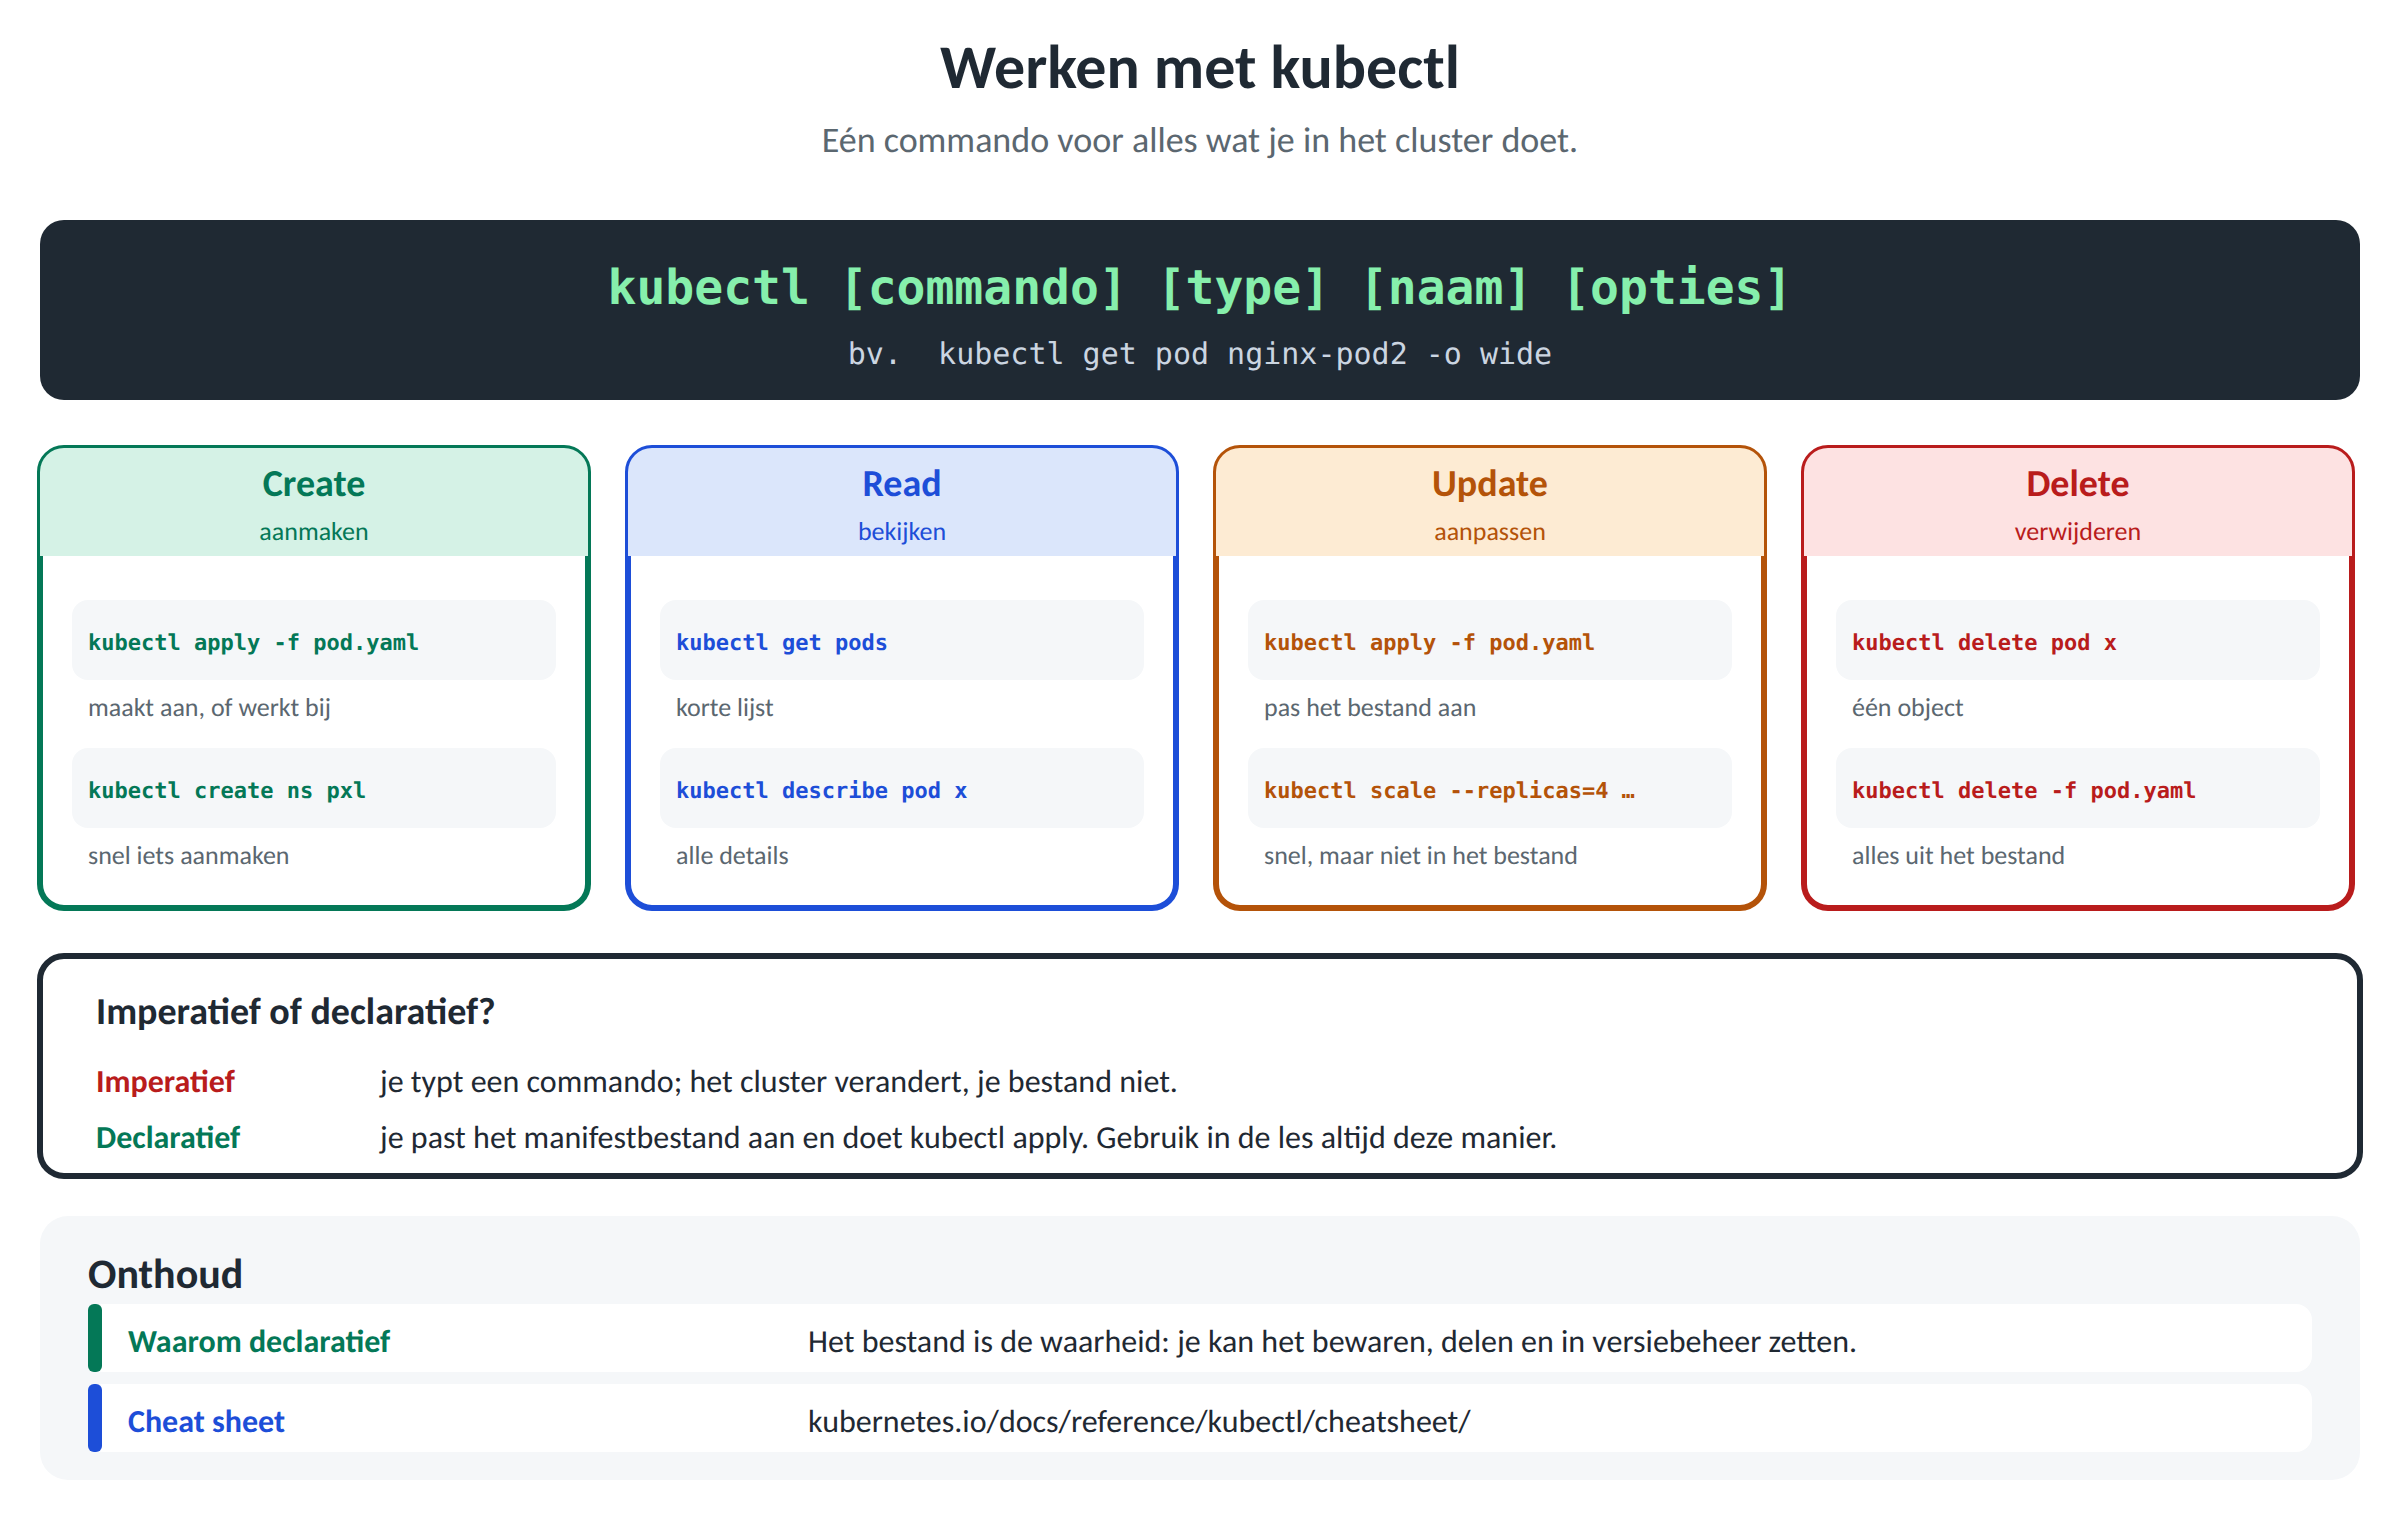 Werken met kubectl
Eén commando voor alles wat je in het cluster doet.
kubectl [commando] [type] [naam] [opties]
bv.  kubectl get pod nginx-pod2 -o wide
Create
aanmaken
kubectl apply -f pod.yaml
maakt aan, of werkt bij
kubectl create ns pxl
snel iets aanmaken
Read
bekijken
kubectl get pods
korte lijst
kubectl describe pod x
alle details
Update
aanpassen
kubectl apply -f pod.yaml
pas het bestand aan
kubectl scale --replicas=4 …
snel, maar niet in het bestand
Delete
verwijderen
kubectl delete pod x
één object
kubectl delete -f pod.yaml
alles uit het bestand
Imperatief of declaratief?
Imperatief je typt een commando; het cluster verandert, je bestand niet.
Declaratief je past het manifestbestand aan en doet kubectl apply. Gebruik in de les altijd deze manier.
Onthoud
Waarom declaratief Het bestand is de waarheid: je kan het bewaren, delen en in versiebeheer zetten.
Cheat sheet kubernetes.io/docs/reference/kubectl/cheatsheet/